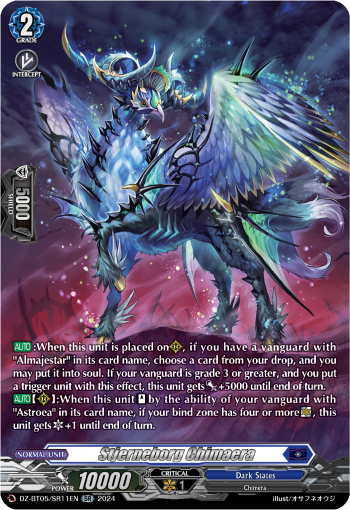 2
GRADE
INTERCEPT
5000
SHIELD
AUTO :When this unit is placed on R, if you have a vanguard with
"Almajestar" in its card name, choose a card from your drop, and you
may put it into soul. If your vanguard is grade 3 or greater, and you put
a trigger unit with this effect, this unit gets +5000 until end of turn.
AUTO【R】:When this unit by the ability of your vanguard with
"Astroea" in its card name, if your bind zone has four or more, this
unit gets +1 until end of turn.
Stjerneborg Chimaera
NORMAL UNIT
POWER 10000
CRITICAL
1
Dark States
Chimera
DZ-BT05/SR11EN SR 2024
illust/オサフネオウジ